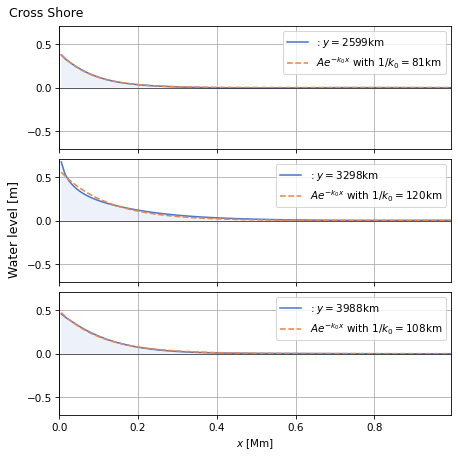 Cross Shore
0.5
0.0
−0.5
: y = 2599km
Ae^{−k₀x} with 1/k₀ = 81km
Water level [m]
0.5
0.0
−0.5
: y = 3298km
Ae^{−k₀x} with 1/k₀ = 120km
0.5
0.0
−0.5
: y = 3988km
Ae^{−k₀x} with 1/k₀ = 108km
0.0 0.2 0.4 0.6 0.8
x [Mm]